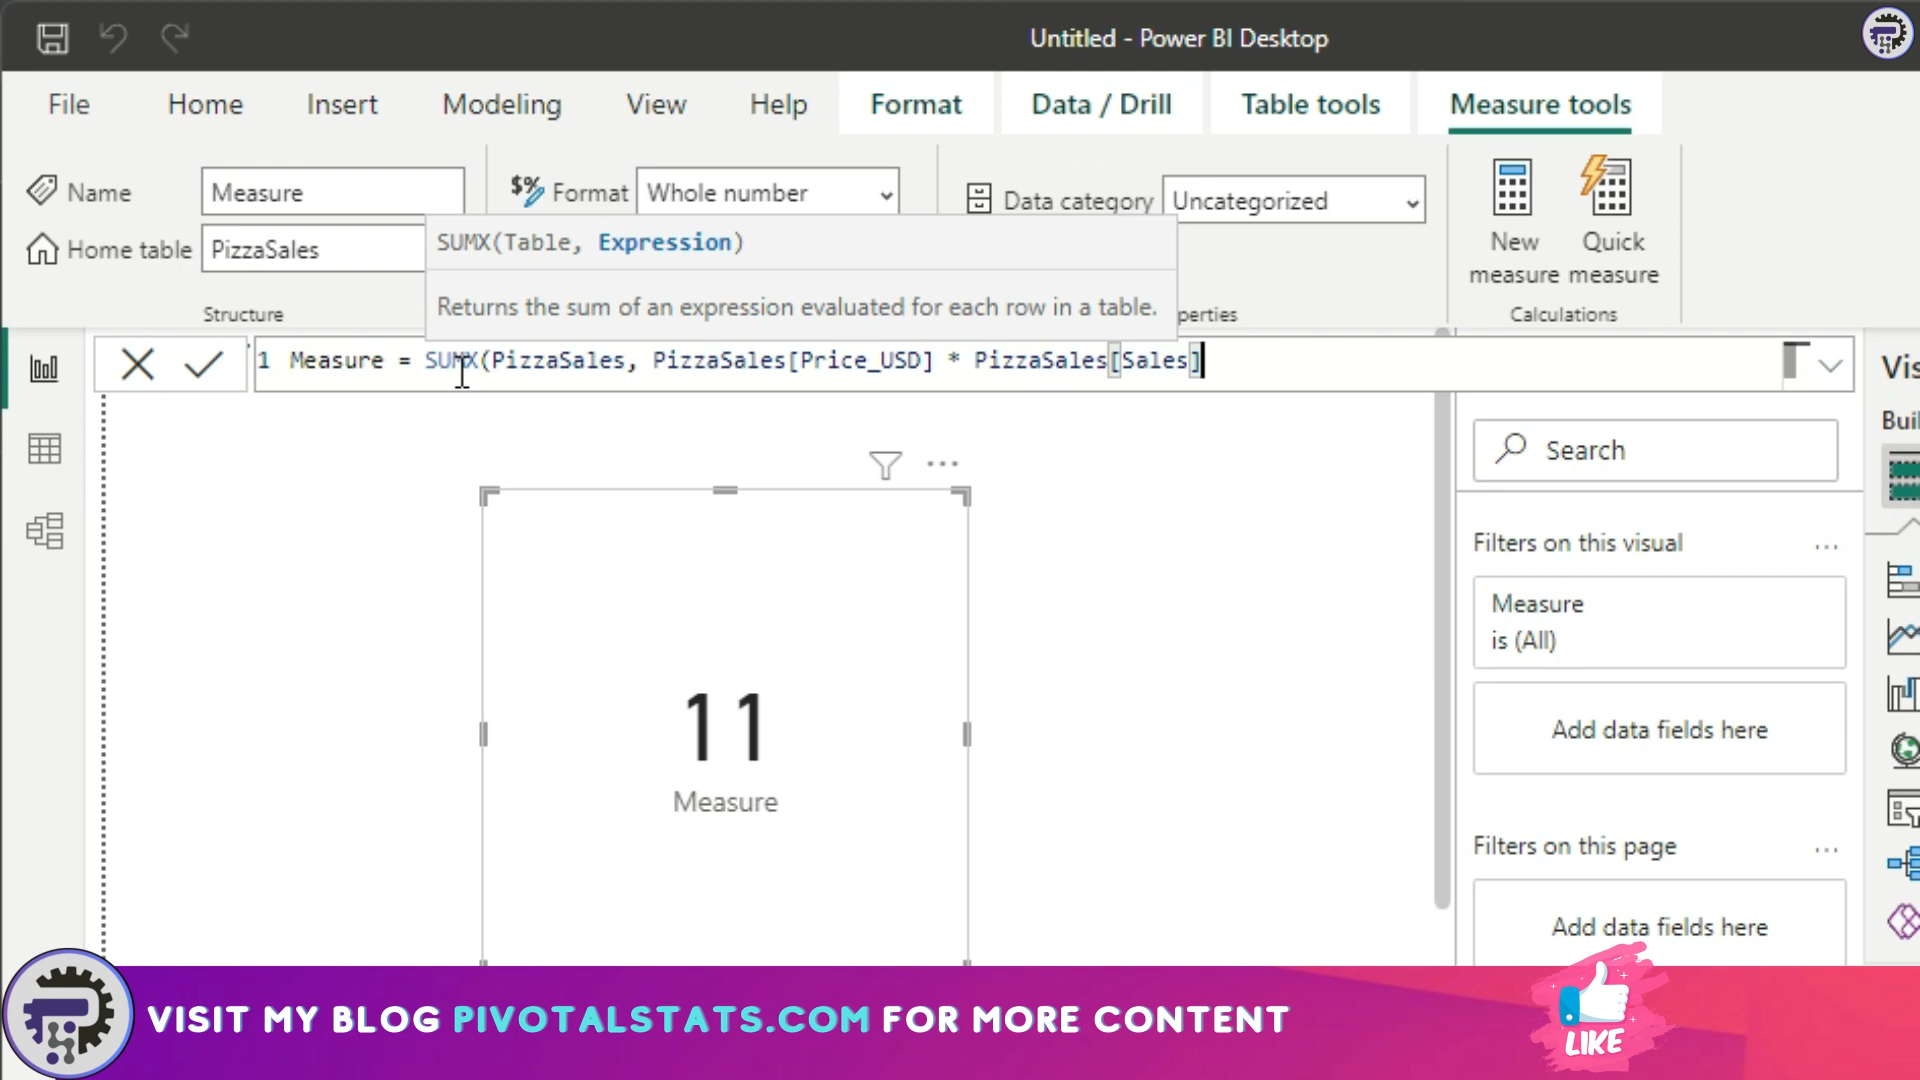 Untitled - Power BI Desktop
File Home Insert Modeling View Help Format Data / Drill Table tools Measure tools
Name Measure $% Format Whole number Data category Uncategorized
Home table PizzaSales
SUMX(Table, Expression)
New measure
Quick measure
Returns the sum of an expression evaluated for each row in a table.
Structure perties Calculations
1 Measure = SUMX(PizzaSales, PizzaSales[Price_USD] * PizzaSales[Sales]
Vis
Buil
Search
Filters on this visual ...
Measure
is (All)
Add data fields here
11
Measure
Filters on this page ...
Add data fields here
VISIT MY BLOG PIVOTALSTATS.COM FOR MORE CONTENT
LIKE